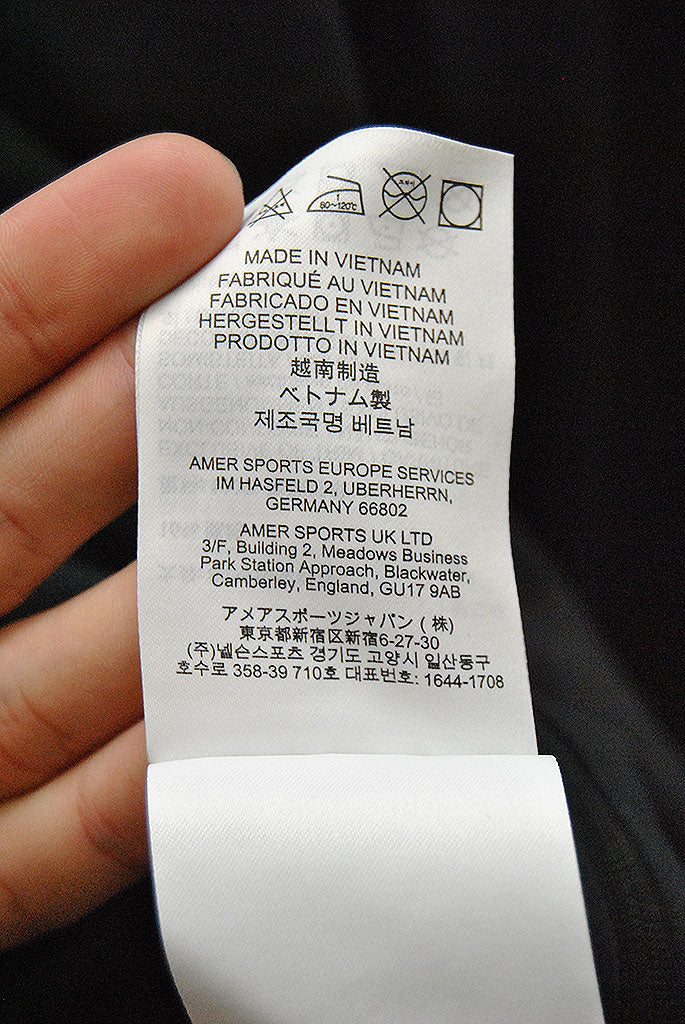 80~120℃
MADE IN VIETNAM
FABRIQUÉ AU VIETNAM
FABRICADO EN VIETNAM
HERGESTELLT IN VIETNAM
PRODOTTO IN VIETNAM
越南制造
ベトナム製
제조국명 베트남
AMER SPORTS EUROPE SERVICES
IM HASFELD 2, UBERHERRN,
GERMANY 66802
AMER SPORTS UK LTD
3/F, Building 2, Meadows Business
Park Station Approach, Blackwater,
Camberley, England, GU17 9AB
アメアスポーツジャパン (株)
東京都新宿区新宿6-27-30
(주)넬슨스포츠 경기도 고양시 일산동구
호수로 358-39 710호 대표번호: 1644-1708